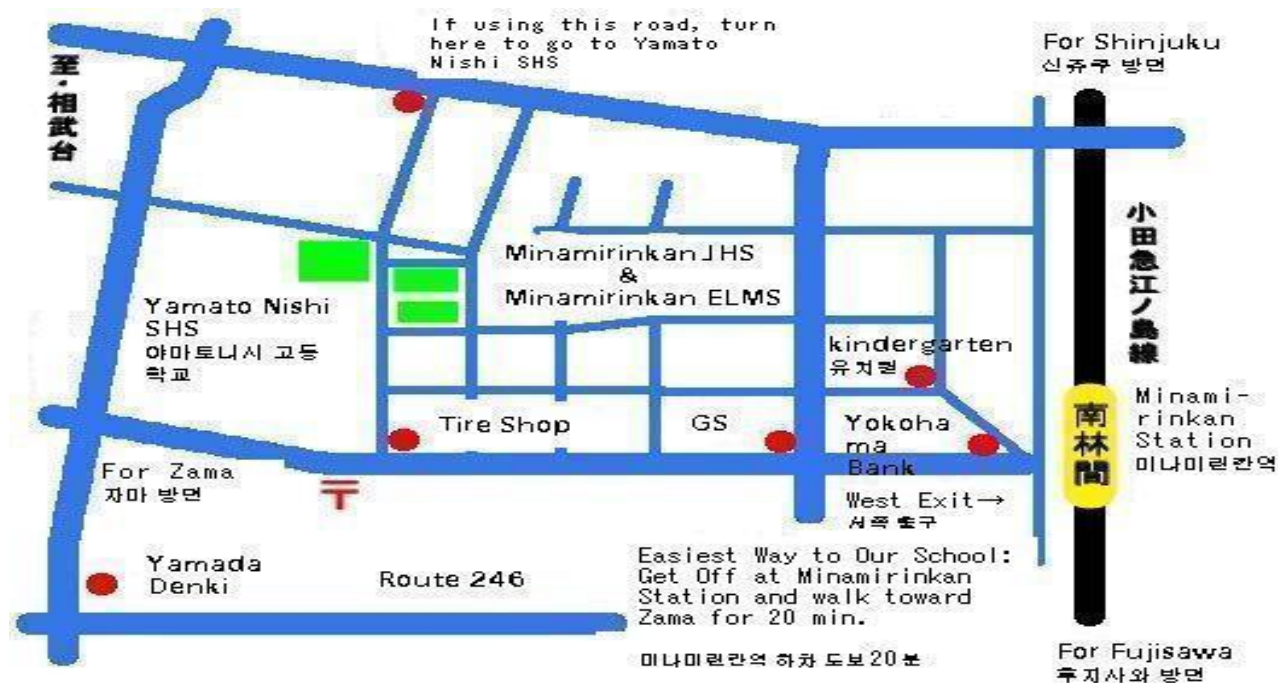 If using this road, turn
here to go to Yamato
Nishi SHS
For Shinjuku
신쥬쿠 방면
至・相武台
小田急江ノ島線
Minamirinkan JHS
&
Minamirinkan ELMS
Yamato Nishi
SHS
야마토니시 고등
학교
kindergarten
유치원
Tire Shop
GS
Yokoha
ma
Bank
南林間
Minami-
rinkan
Station
미나미린칸역
For Zama
자마 방면
〒
West Exit→
서쪽 출구
Yamada
Denki
Route 246
Easiest Way to Our School:
Get Off at Minamirinkan
Station and walk toward
Zama for 20 min.
미나미린칸역 하차 도보20분
For Fujisawa
후지사와 방면